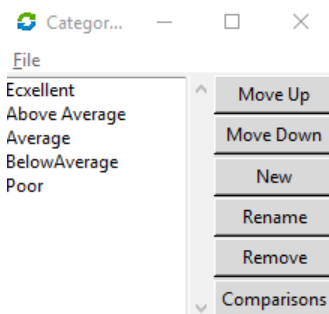 Categor...
File
Ecxellent
Above Average
Average
BelowAverage
Poor
Move Up
Move Down
New
Rename
Remove
Comparisons